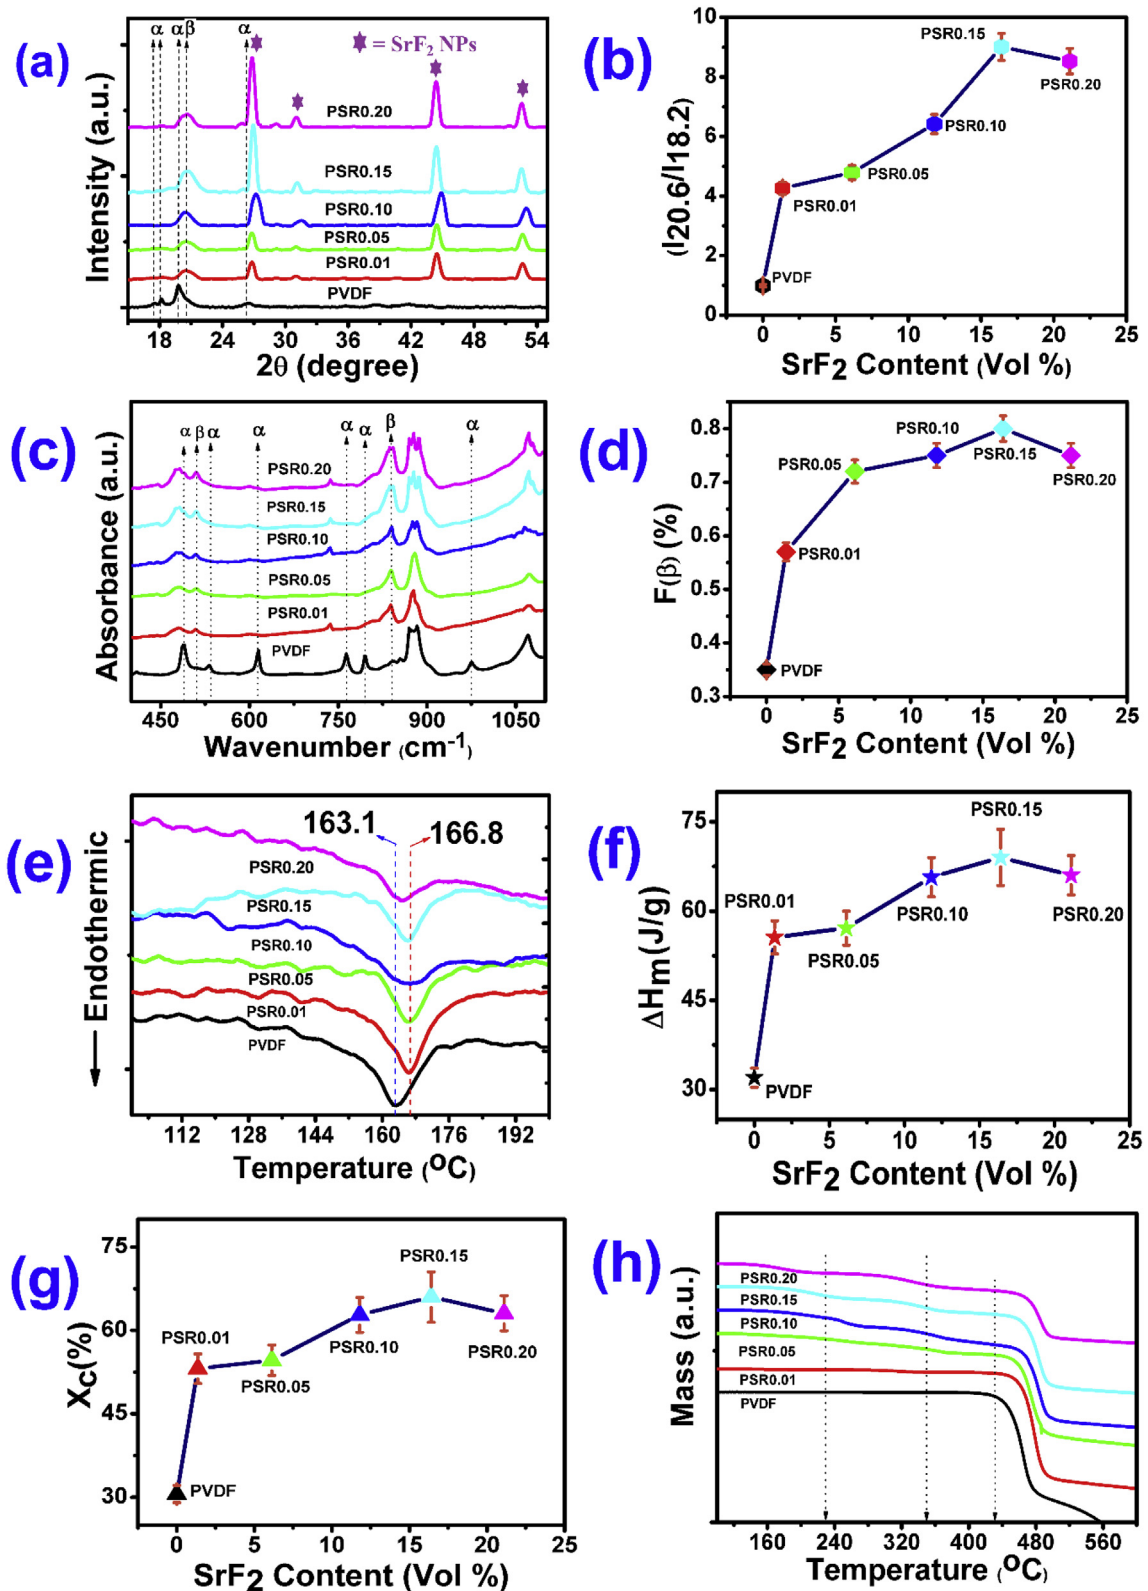 (a)
α α αβ α
= SrF2 NPs
PSR0.20
PSR0.15
PSR0.10
PSR0.05
PSR0.01
PVDF
Intensity (a.u.)
18 24 30 36 42 48 54
2θ (degree)
(b)
10
8
6
4
2
0
PSR0.15
PSR0.20
PSR0.10
PSR0.05
PSR0.01
PVDF
(I20.6/I18.2)
0 5 10 15 20 25
SrF2 Content (Vol %)
(c)
α β α α α α β α
PSR0.20
PSR0.15
PSR0.10
PSR0.05
PSR0.01
PVDF
Absorbance (a.u.)
450 600 750 900 1050
Wavenumber (cm-1)
(d)
0.8
0.7
0.6
0.5
0.4
0.3
PSR0.10
PSR0.05
PSR0.15
PSR0.20
PSR0.01
PVDF
F(β) (%)
0 5 10 15 20 25
SrF2 Content (Vol %)
(e)
163.1 166.8
PSR0.20
PSR0.15
PSR0.10
PSR0.05
PSR0.01
PVDF
Endothermic
112 128 144 160 176 192
Temperature (oC)
(f)
75
60
45
30
PSR0.15
PSR0.01
PSR0.10
PSR0.20
PSR0.05
PVDF
ΔHm(J/g)
0 5 10 15 20 25
SrF2 Content (Vol %)
(g)
75
60
45
30
PSR0.15
PSR0.01
PSR0.10
PSR0.20
PSR0.05
PVDF
XC(%)
0 5 10 15 20 25
SrF2 Content (Vol %)
(h)
PSR0.20
PSR0.15
PSR0.10
PSR0.05
PSR0.01
PVDF
Mass (a.u.)
160 240 320 400 480 560
Temperature (oC)